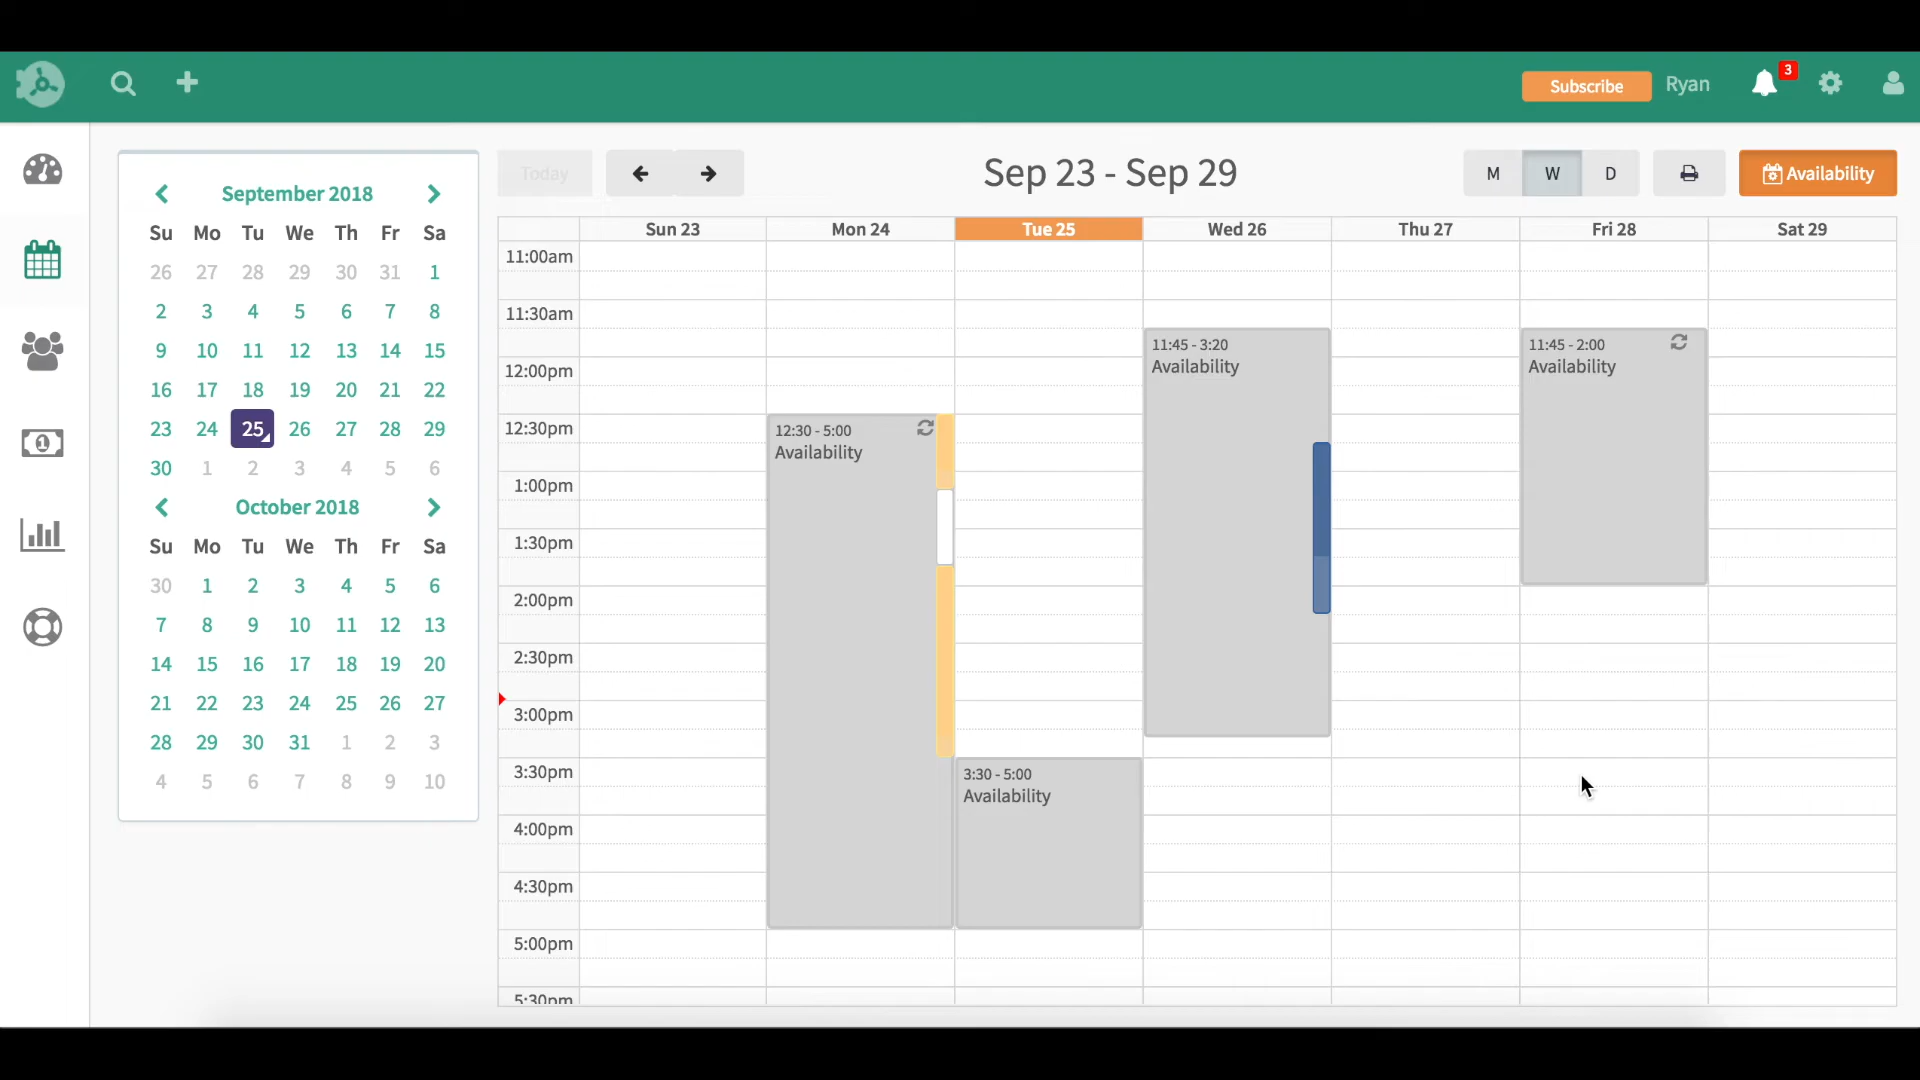 Subscribe Ryan 3
September 2018
Su Mo Tu We Th Fr Sa
26 27 28 29 30 31 1
2 3 4 5 6 7 8
9 10 11 12 13 14 15
16 17 18 19 20 21 22
23 24 25 26 27 28 29
30 1 2 3 4 5 6
October 2018
Su Mo Tu We Th Fr Sa
30 1 2 3 4 5 6
7 8 9 10 11 12 13
14 15 16 17 18 19 20
21 22 23 24 25 26 27
28 29 30 31 1 2 3
4 5 6 7 8 9 10
Today Sep 23 - Sep 29 M W D Availability
Sun 23 Mon 24 Tue 25 Wed 26 Thu 27 Fri 28 Sat 29
11:00am
11:30am
12:00pm
12:30pm
1:00pm
1:30pm
2:00pm
2:30pm
3:00pm
3:30pm
4:00pm
4:30pm
5:00pm
5:30pm
12:30 - 5:00
Availability
3:30 - 5:00
Availability
11:45 - 3:20
Availability
11:45 - 2:00
Availability